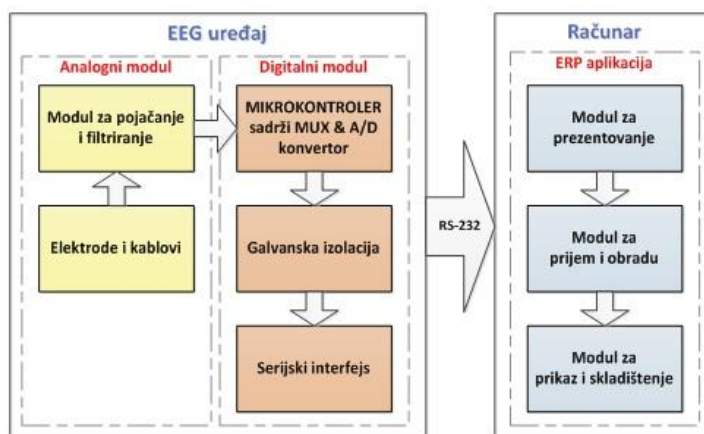 EEG uređaj
Analogni modul
Modul za pojačanje
i filtriranje
Elektrode i kablovi
Digitalni modul
MIKROKONTROLER
sadrži MUX & A/D
konvertor
Galvanska izolacija
Serijski interfejs
RS-232
Računar
ERP aplikacija
Modul za
prezentovanje
Modul za
prijem i obradu
Modul za
prikaz i skladištenje